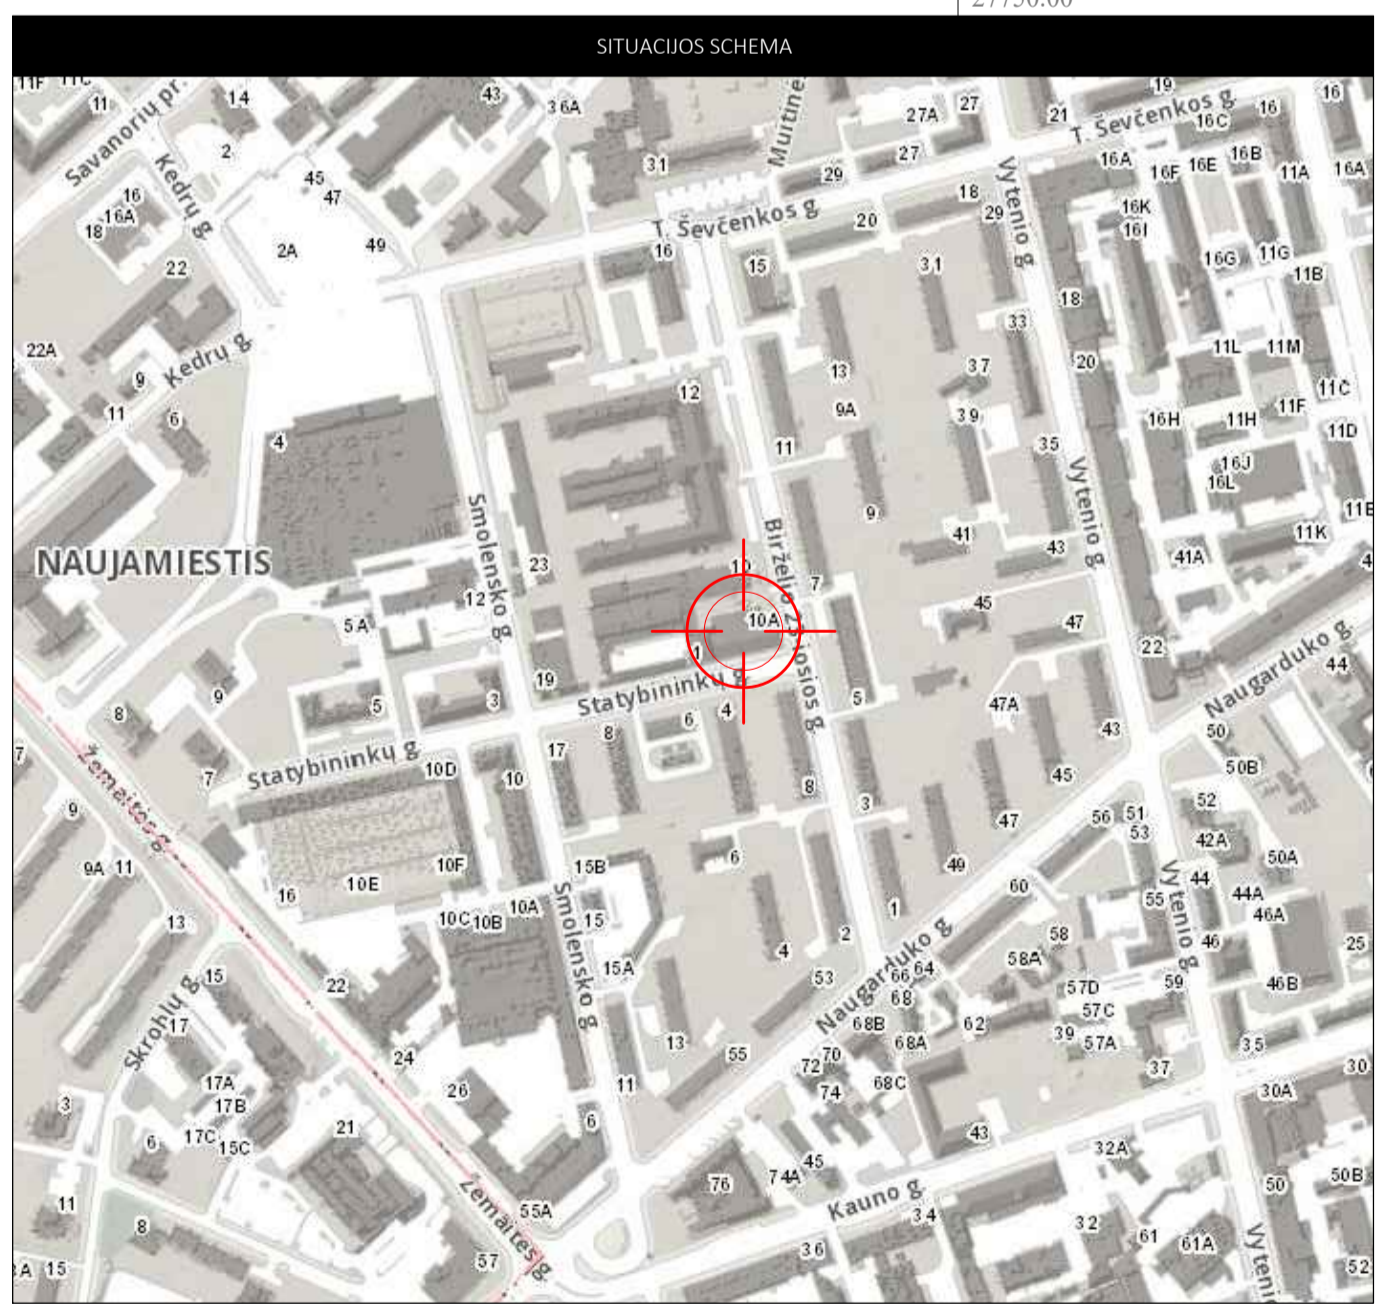 27750.00
SITUACIJOS SCHEMA
11F
11
14
43
36A
27A
27
21
19
T. Ševčenkos g.
16C
16
16
Savanorių pr.
2
Kedrų g.
45
47
31
29
27
16A
16F
16E
16B
11A
16A
16
16A
18
2A
49
T. Ševčenkos g.
20
18
29
Vytenio g.
16K
16I
22
16
15
31
18
16G
11G
11B
22A
Kedrų g.
9
33
11L
11M
11
6
12
13
37
20
11C
4
9A
39
16H
11H
11F
11D
11
35
16J
16L
Smolensko g.
9
Vytenio g.
11K
NAUJAMIESTIS
23
10
Birželio 23-iosios g.
7
41
43
41A
12
5A
10A
45
47
1
22
Naugarduko g.
44
9
5
3
19
Statybininkų g.
5
8
6
4
47A
43
50
Žemaitės g.
7
Statybininkų g.
10D
10
17
8
45
50B
9
3
47
56
51
53
52
42A
50A
9A
11
10F
10E
16
15B
6
49
60
44
44A
13
10C
10B
10A
15
1
55
46A
Smolensko g.
2
58
Vytenio g.
46
25
15
22
15A
4
53
Naugarduko g.
64
66
58A
57D
59
46B
Skroblų g.
17
68
68B
62
57C
13
55
68A
39
57A
35
24
17A
26
11
72
70
74
68C
37
30
30A
3
17B
6
17C
15C
21
6
43
32A
76
74A
45
50
50B
11
8
Žemaitės g.
55A
Kauno g.
34
32
61
61A
Vytenio
57
36
15
52